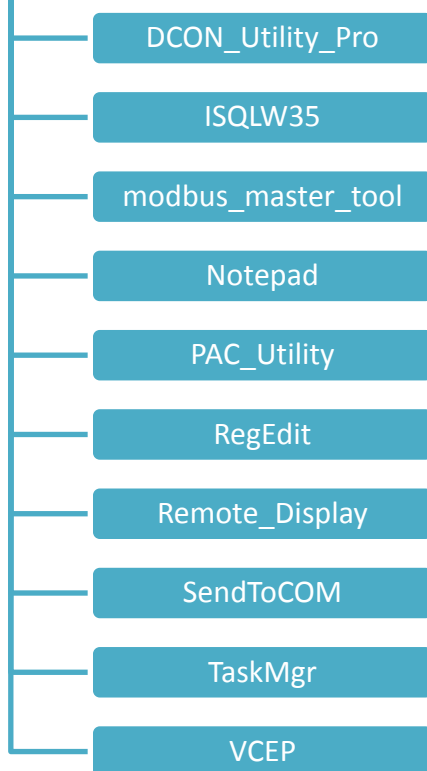 DCON_Utility_Pro
ISQLW35
modbus_master_tool
Notepad
PAC_Utility
RegEdit
Remote_Display
SendToCOM
TaskMgr
VCEP